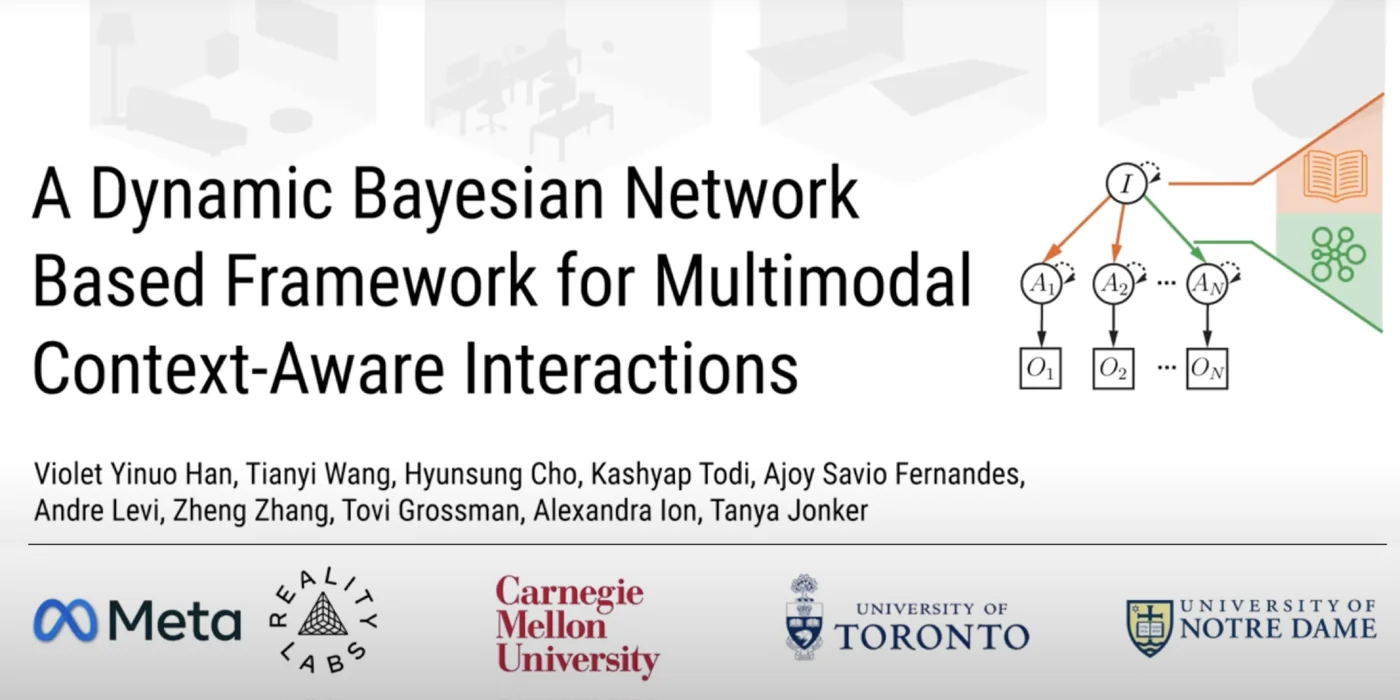 A Dynamic Bayesian Network
Based Framework for Multimodal
Context-Aware Interactions
I
A1 A2 ... AN
O1 O2 ... ON
Violet Yinuo Han, Tianyi Wang, Hyunsung Cho, Kashyap Todi, Ajoy Savio Fernandes,
Andre Levi, Zheng Zhang, Tovi Grossman, Alexandra Ion, Tanya Jonker
Meta
REALITY LABS
Carnegie
Mellon
University
UNIVERSITY OF
TORONTO
UNIVERSITY OF
NOTRE DAME